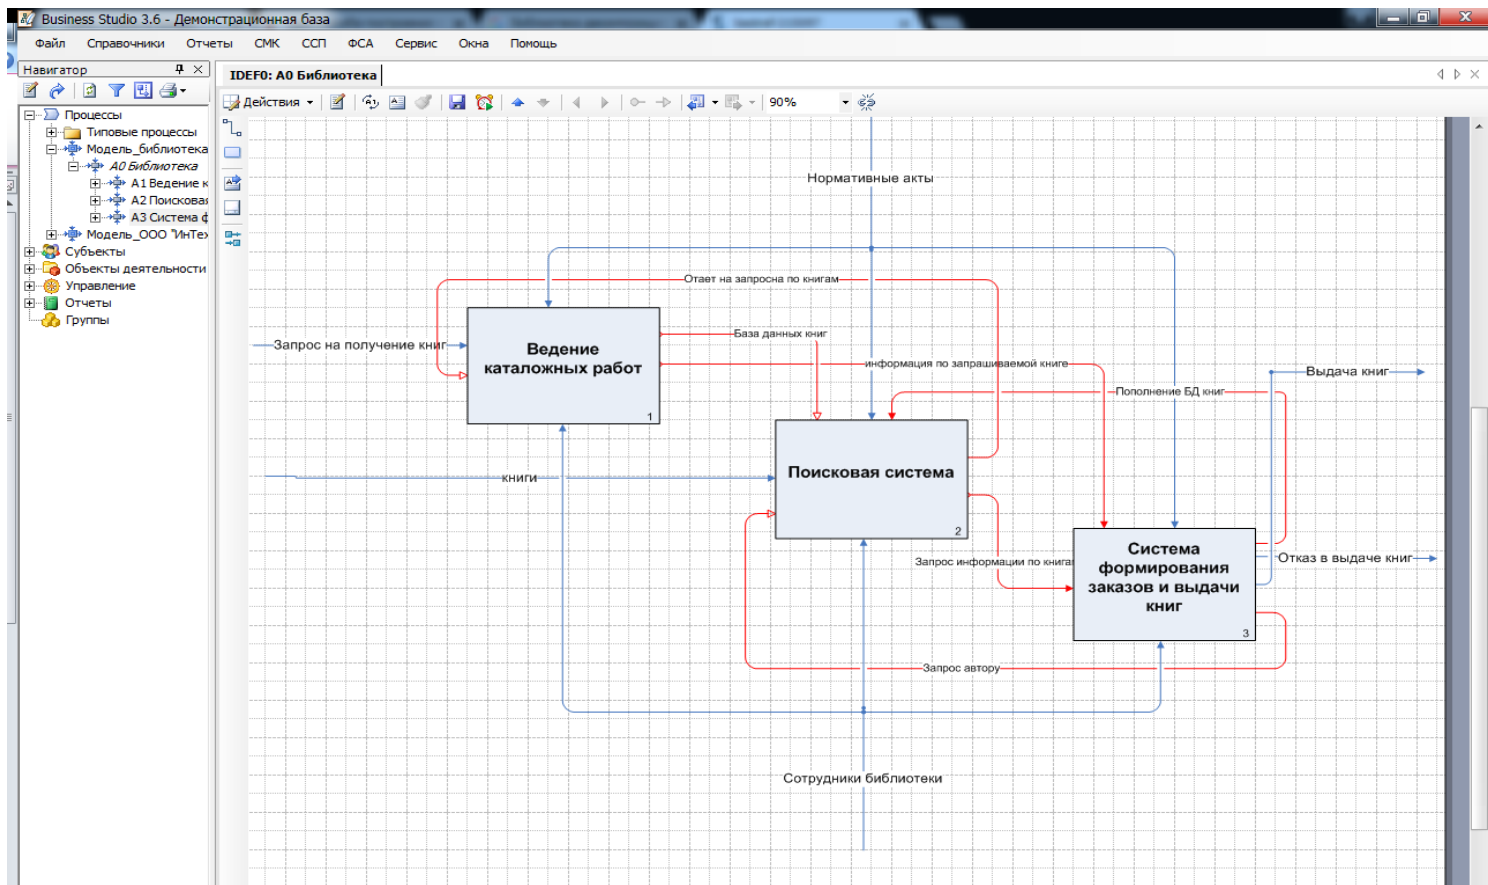 Business Studio 3.6 - Демонстрационная база
Файл Справочники Отчеты СМК ССП ФСА Сервис Окна Помощь
Навигатор
IDEF0: A0 Библиотека
Действия
90%
Процессы
Типовые процессы
Модель_библиотека
A0 Библиотека
A1 Ведение к
A2 Поисковая
A3 Система ф
Модель_ООО "ИнТех
Субъекты
Объекты деятельности
Управление
Отчеты
Группы
Нормативные акты
Отает на запросна по книгам
Запрос на получение книг
Ведение
каталожных работ
1
База данных книг
информация по запрашиваемой книге
Выдача книг
Пополнение БД книг
книги
Поисковая система
2
Запрос информации по книга
Система
формирования
заказов и выдачи
книг
3
Отказ в выдаче книг
Запрос автору
Сотрудники библиотеки